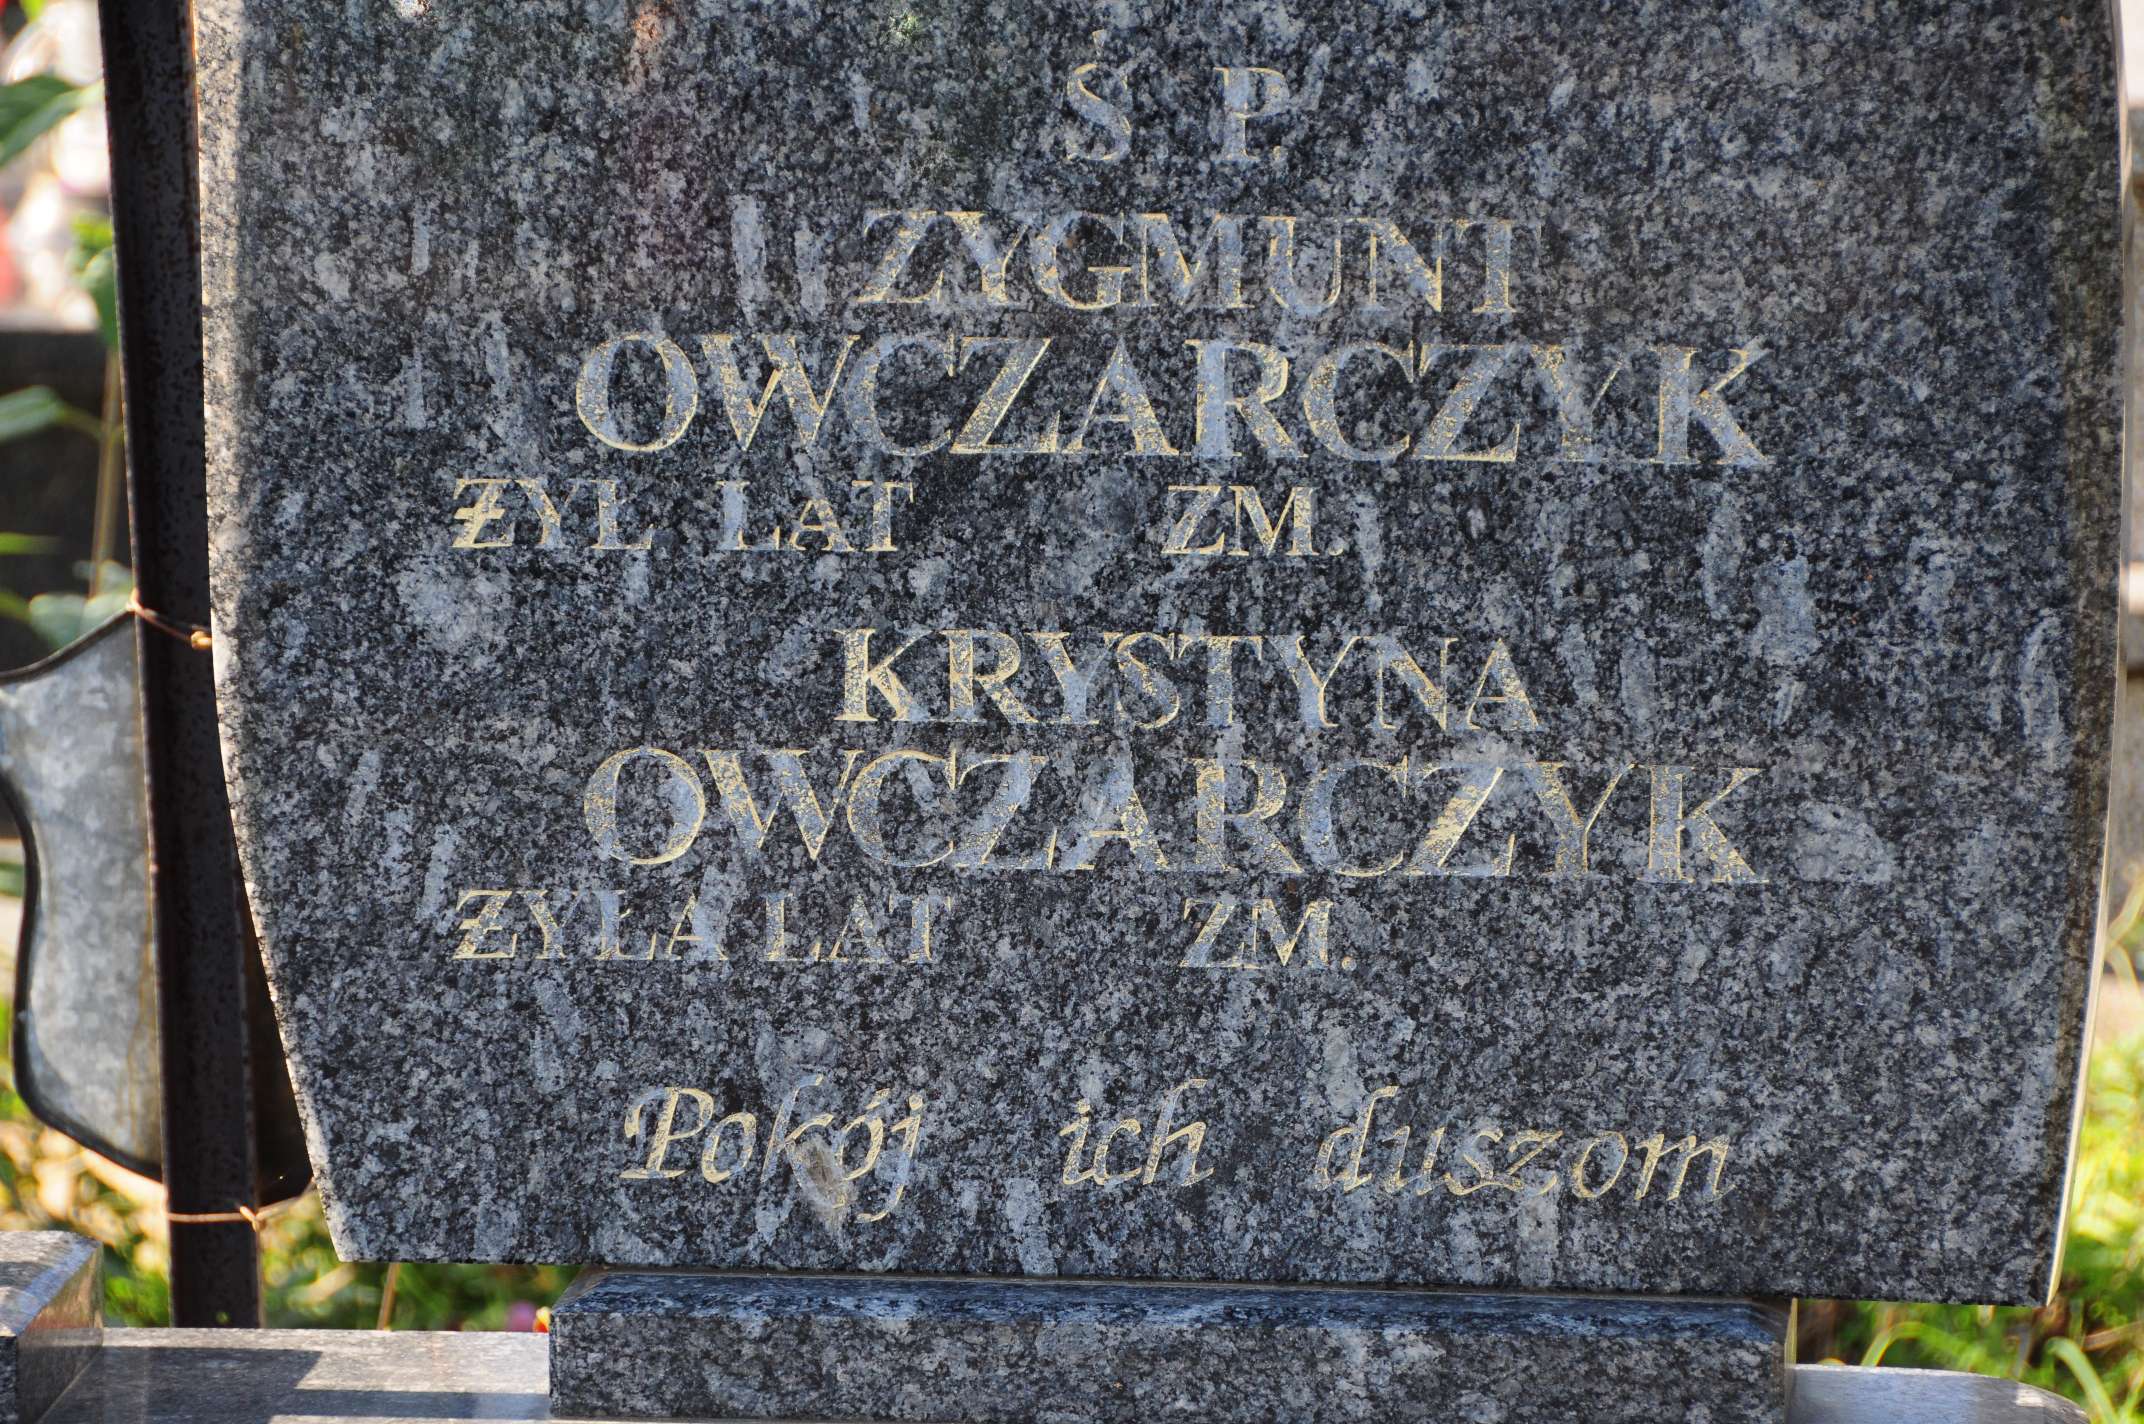 Ś. P.
ZYGMUNT
OWCZARCZYK
ŻYŁ LAT ZM.
KRYSTYNA
OWCZARCZYK
ŻYŁA LAT ZM.
Pokój ich duszom